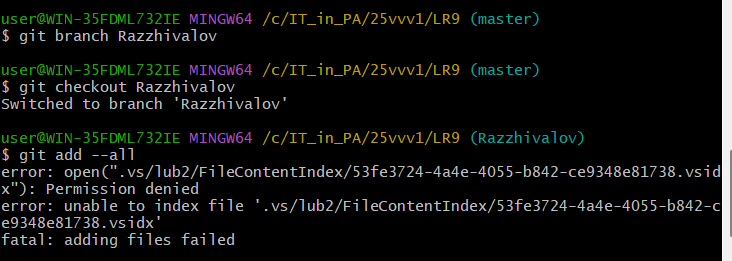 user@WIN-35FDML732IE MINGW64 /c/IT_in_PA/25vvv1/LR9 (master)
$ git branch Razzhivalov
user@WIN-35FDML732IE MINGW64 /c/IT_in_PA/25vvv1/LR9 (master)
$ git checkout Razzhivalov
Switched to branch 'Razzhivalov'
user@WIN-35FDML732IE MINGW64 /c/IT_in_PA/25vvv1/LR9 (Razzhivalov)
$ git add --all
error: open(".vs/lub2/FileContentIndex/53fe3724-4a4e-4055-b842-ce9348e81738.vsid
x"): Permission denied
error: unable to index file '.vs/lub2/FileContentIndex/53fe3724-4a4e-4055-b842-c
e9348e81738.vsidx'
fatal: adding files failed